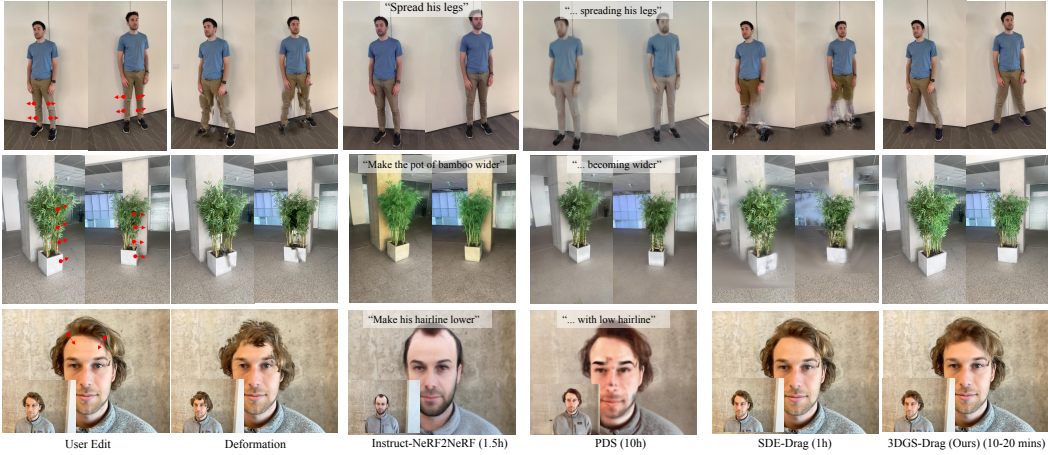 “Spread his legs”
“... spreading his legs”
“Make the pot of bamboo wider”
“... becoming wider”
“Make his hairline lower”
“... with low hairline”
User Edit
Deformation
Instruct-NeRF2NeRF (1.5h)
PDS (10h)
SDE-Drag (1h)
3DGS-Drag (Ours) (10-20 mins)